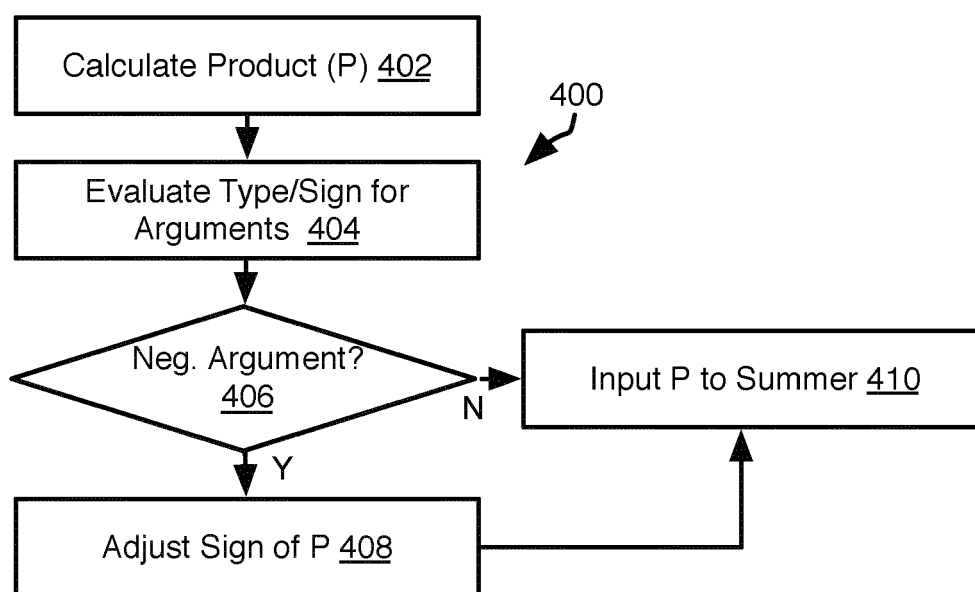 Calculate Product (P) 402
400
Evaluate Type/Sign for
Arguments 404
Neg. Argument?
406
N
Input P to Summer 410
Y
Adjust Sign of P 408